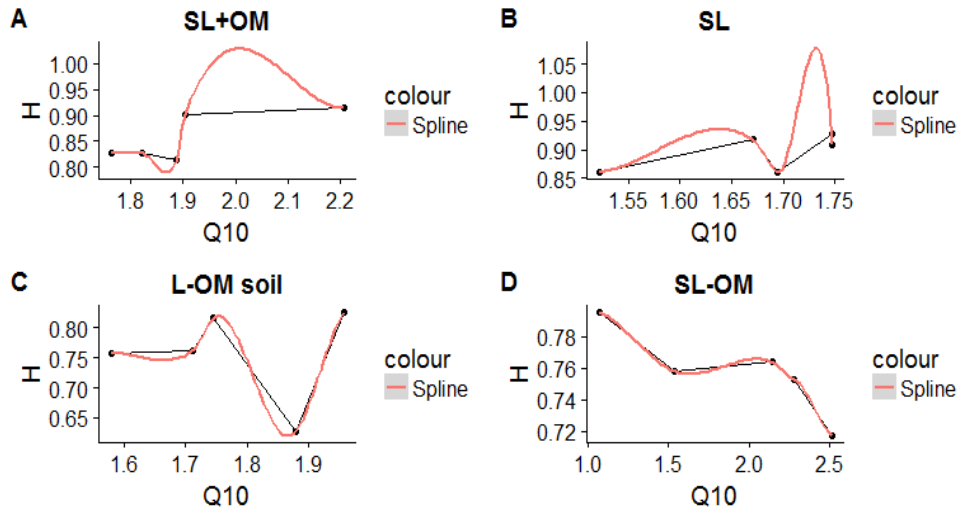 A SL+OM
H
1.00
0.95
0.90
0.85
0.80
1.8 1.9 2.0 2.1 2.2
Q10
colour
Spline
B SL
H
1.05
1.00
0.95
0.90
0.85
1.55 1.60 1.65 1.70 1.75
Q10
colour
Spline
C L-OM soil
H
0.80
0.75
0.70
0.65
1.6 1.7 1.8 1.9
Q10
colour
Spline
D SL-OM
H
0.78
0.76
0.74
0.72
1.0 1.5 2.0 2.5
Q10
colour
Spline